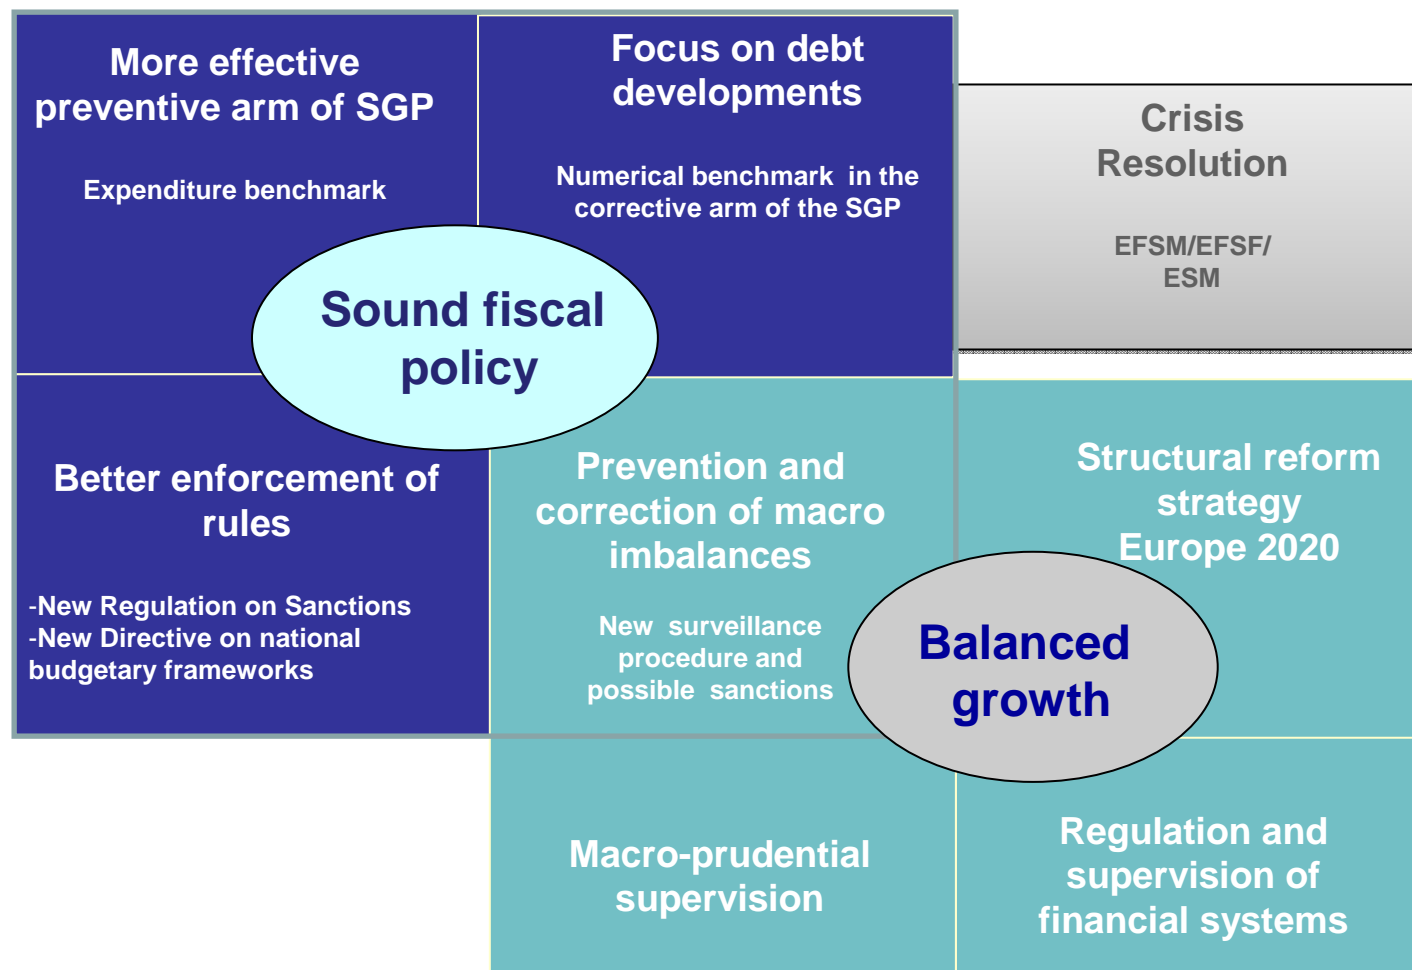 More effective
preventive arm of SGP
Expenditure benchmark
Focus on debt
developments
Numerical benchmark in the
corrective arm of the SGP
Crisis
Resolution
EFSM/EFSF/
ESM
Sound fiscal
policy
Better enforcement of
rules
-New Regulation on Sanctions
-New Directive on national
budgetary frameworks
Prevention and
correction of macro
imbalances
New surveillance
procedure and
possible sanctions
Structural reform
strategy
Europe 2020
Balanced
growth
Macro-prudential
supervision
Regulation and
supervision of
financial systems